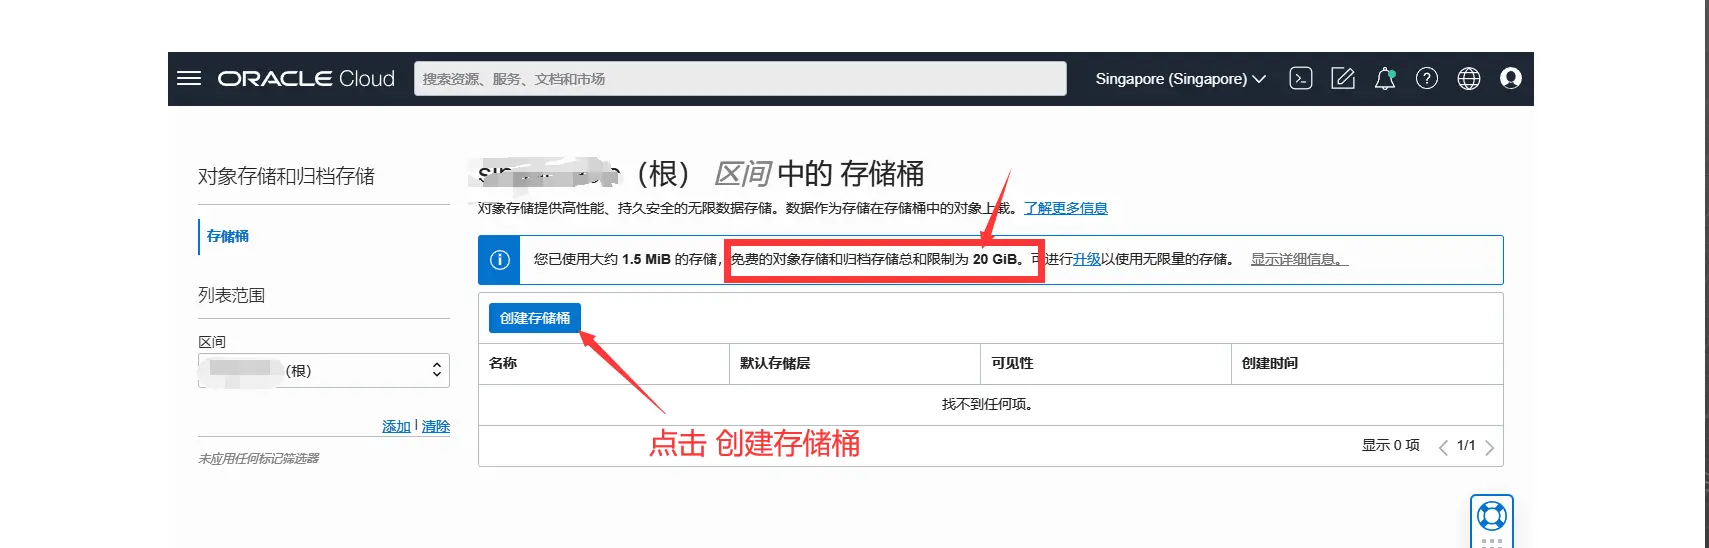 ORACLE Cloud
搜索资源、服务、文档和市场
Singapore (Singapore)
对象存储和归档存储
存储桶
列表范围
区间
(根)
添加 | 清除
未应用任何标记筛选器
（根） 区间 中的 存储桶
对象存储提供高性能、持久安全的无限数据存储。数据作为存储在存储桶中的对象上载。了解更多信息
您已使用大约 1.5 MiB 的存储，免费的对象存储和归档存储总和限制为 20 GiB。可进行升级以使用无限量的存储。 显示详细信息。
创建存储桶
名称 默认存储层 可见性 创建时间
找不到任何项。
点击 创建存储桶
显示 0 项 1/1